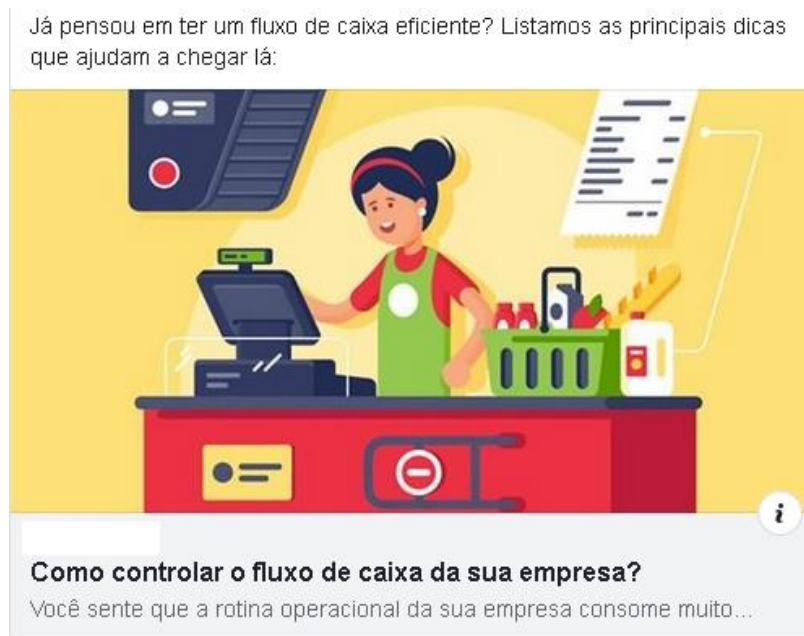 Já pensou em ter um fluxo de caixa eficiente? Listamos as principais dicas
que ajudam a chegar lá:
i
Como controlar o fluxo de caixa da sua empresa?
Você sente que a rotina operacional da sua empresa consome muito...